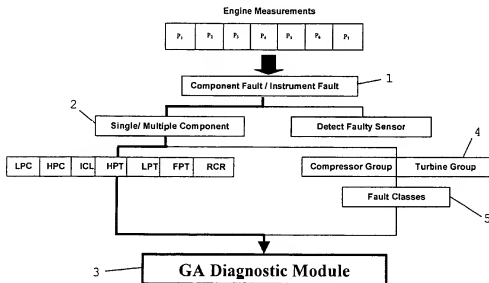 Engine Measurements
P₁ P₂ P₃ P₄ P₅ P₆
Component Fault / Instrument Fault
1
2
Single/ Multiple Component
Detect Faulty Sensor
4
LPC HPC ICL HPT LPT FPT RCR
Compressor Group Turbine Group
Fault Classes
5
3
GA Diagnostic Module